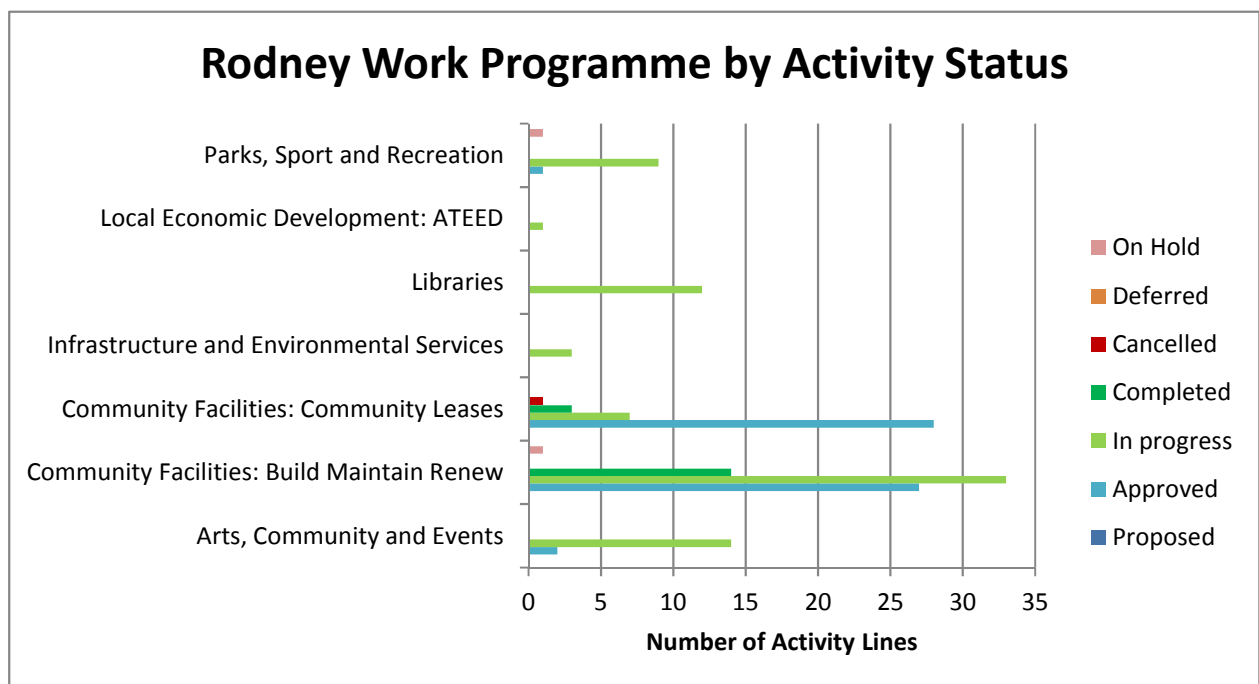 Rodney Work Programme by Activity Status
Parks, Sport and Recreation
Local Economic Development: ATEED
Libraries
Infrastructure and Environmental Services
Community Facilities: Community Leases
Community Facilities: Build Maintain Renew
Arts, Community and Events
0 5 10 15 20 25 30 35
Number of Activity Lines
On Hold
Deferred
Cancelled
Completed
In progress
Approved
Proposed